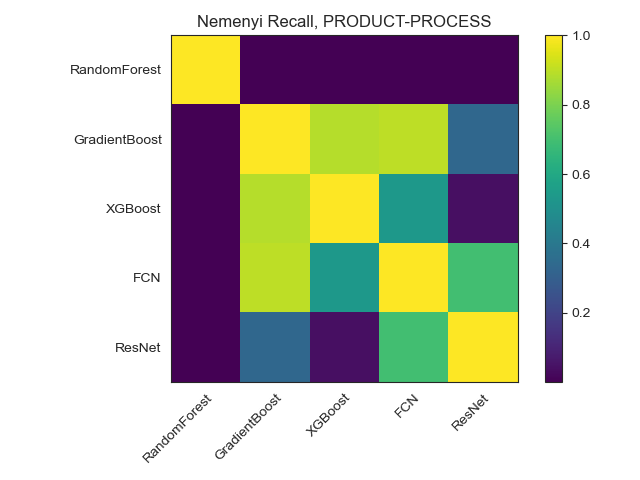 Nemenyi Recall, PRODUCT-PROCESS
RandomForest
GradientBoost
XGBoost
FCN
ResNet
RandomForest
GradientBoost
XGBoost
FCN
ResNet
1.0
0.8
0.6
0.4
0.2